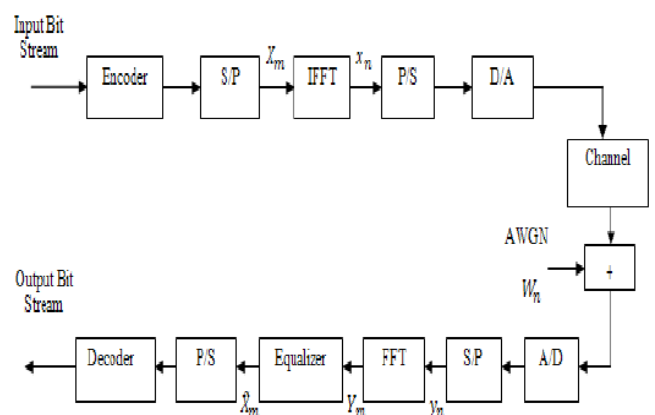 Input Bit
Stream
Encoder
S/P
X_m
IFFT
x_n
P/S
D/A
Channel
AWGN
W_n
+
Output Bit
Stream
Decoder
P/S
X̂_m
Equalizer
Y_m
FFT
y_n
S/P
A/D